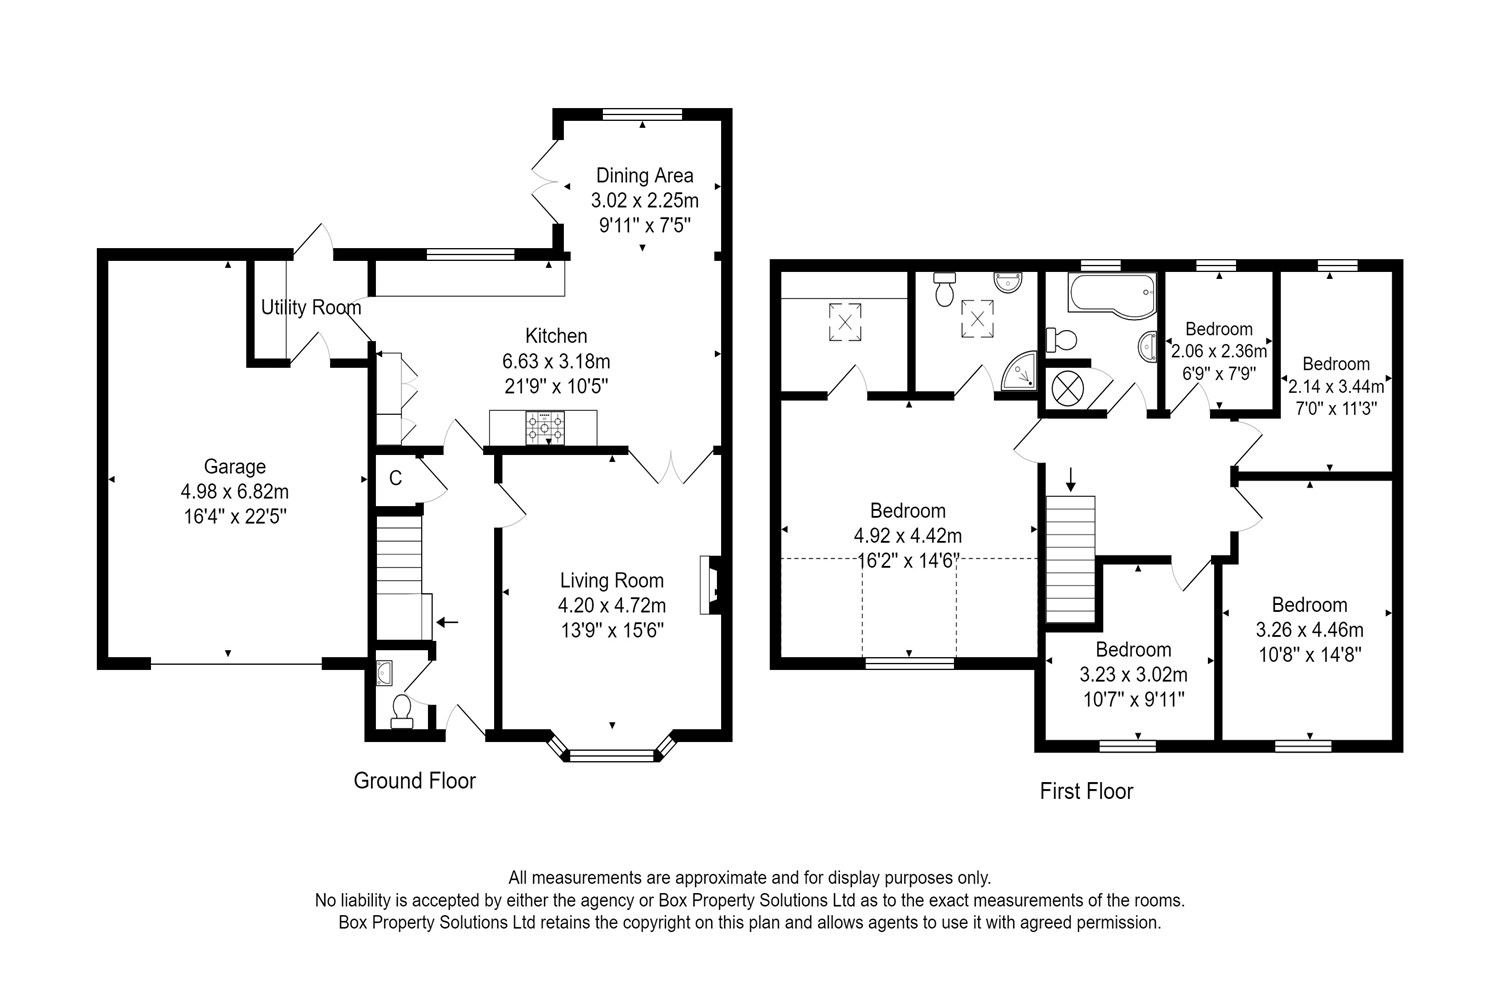 Dining Area
3.02 x 2.25m
9'11" x 7'5"
Utility Room
Kitchen
6.63 x 3.18m
21'9" x 10'5"
Garage
4.98 x 6.82m
16'4" x 22'5"
C
Living Room
4.20 x 4.72m
13'9" x 15'6"
Ground Floor
Bedroom
2.06 x 2.36m
6'9" x 7'9"
Bedroom
2.14 x 3.44m
7'0" x 11'3"
Bedroom
4.92 x 4.42m
16'2" x 14'6"
Bedroom
3.26 x 4.46m
10'8" x 14'8"
Bedroom
3.23 x 3.02m
10'7" x 9'11"
First Floor
All measurements are approximate and for display purposes only.
No liability is accepted by either the agency or Box Property Solutions Ltd as to the exact measurements of the rooms.
Box Property Solutions Ltd retains the copyright on this plan and allows agents to use it with agreed permission.